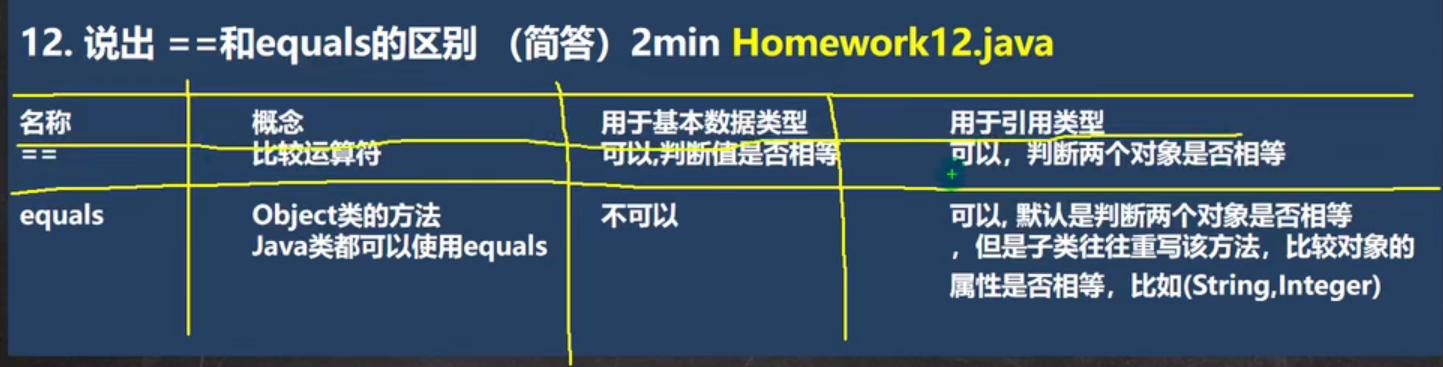 12. 说出 ==和equals的区别 （简答）2min Homework12.java
名称 概念 用于基本数据类型 用于引用类型
== 比较运算符 可以,判断值是否相等 可以，判断两个对象是否相等
equals Object类的方法 不可以 可以, 默认是判断两个对象是否相等
Java类都可以使用equals ，但是子类往往重写该方法，比较对象的
属性是否相等，比如(String,Integer)